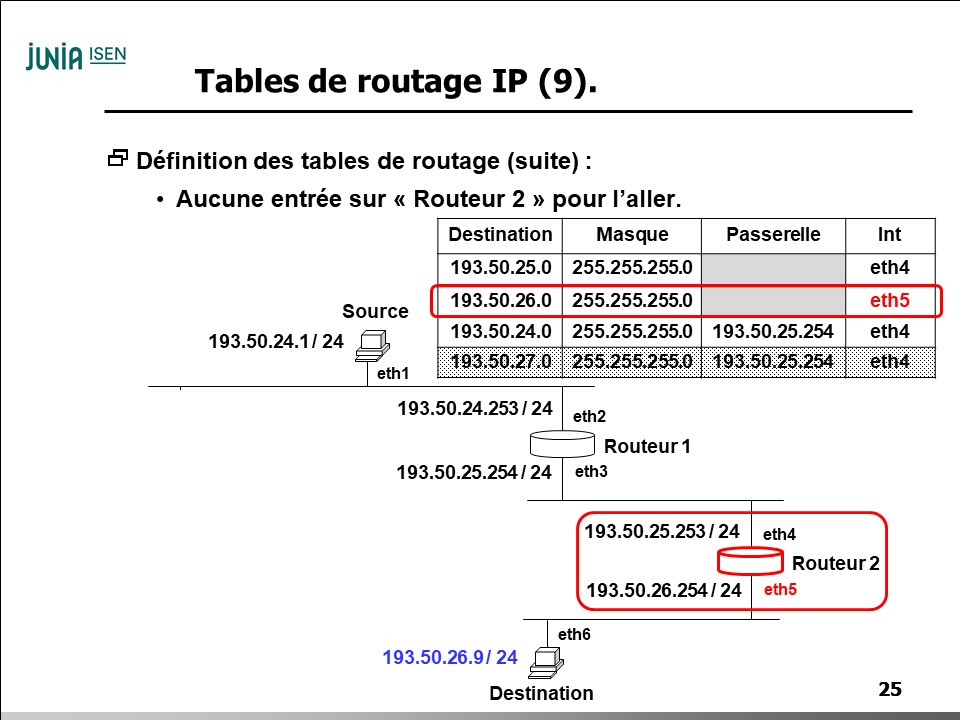 JUNIA ISEN
Tables de routage IP (9).
Définition des tables de routage (suite) :
• Aucune entrée sur « Routeur 2 » pour l’aller.
Destination Masque Passerelle Int
193.50.25.0 255.255.255.0 eth4
193.50.26.0 255.255.255.0 eth5
193.50.24.0 255.255.255.0 193.50.25.254 eth4
193.50.27.0 255.255.255.0 193.50.25.254 eth4
Source
193.50.24.1 / 24
eth1
193.50.24.253 / 24
eth2
Routeur 1
193.50.25.254 / 24
eth3
193.50.25.253 / 24
eth4
Routeur 2
193.50.26.254 / 24
eth5
eth6
193.50.26.9 / 24
Destination
25